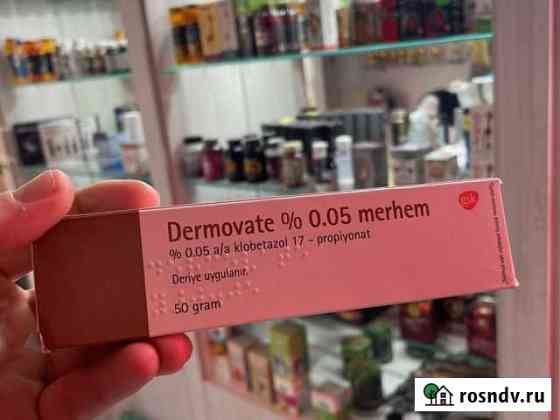 Dermovate % 0.05 merhem
% 0.05 a/a klobetazol 17 - propiyonat
Deriye uygulanır.
50 gram
gsk
rosndv.ru